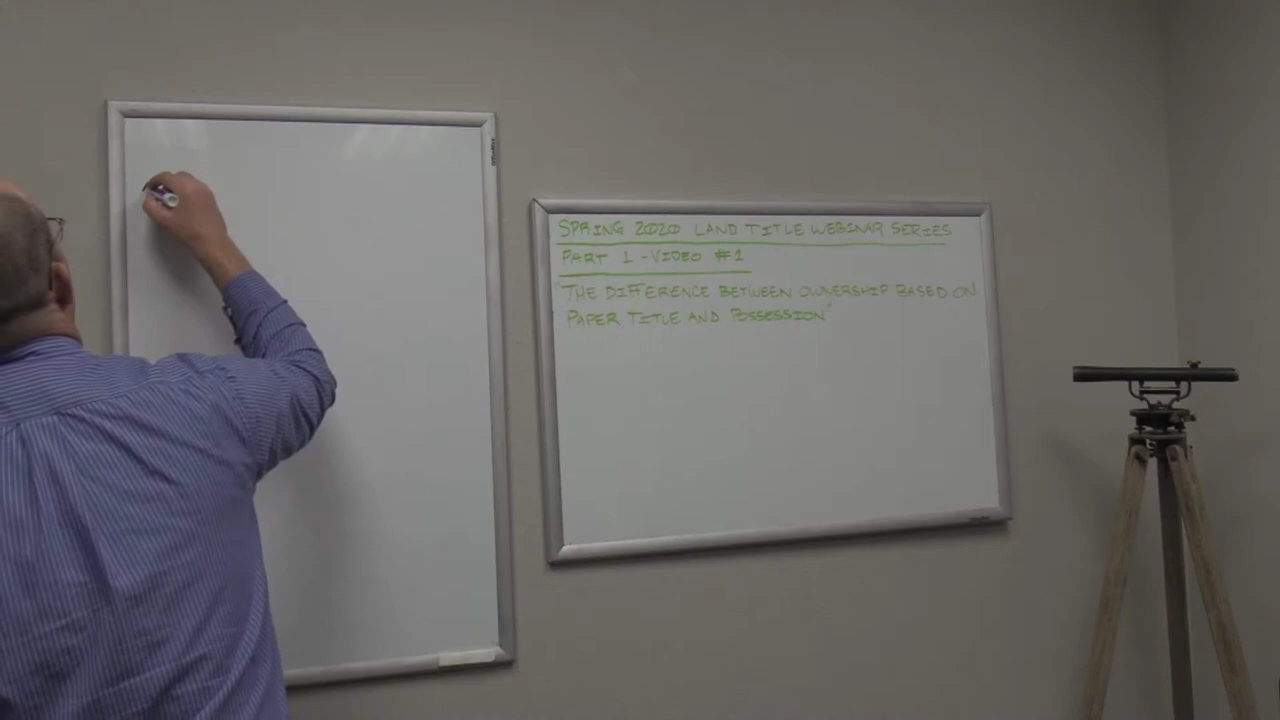 SPRING 2020 LAND TITLE WEBINAR SERIES
PART 1 - VIDEO #1
"THE DIFFERENCE BETWEEN OWNERSHIP BASED ON
PAPER TITLE AND POSSESSION"